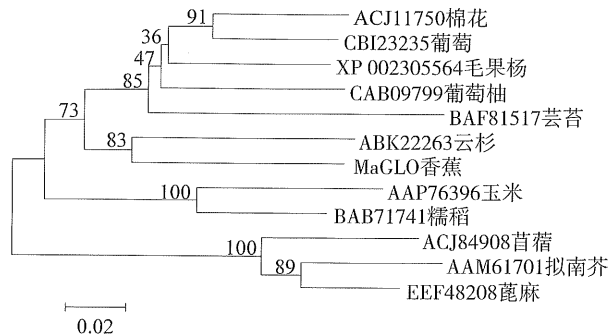 91
ACJ11750棉花
36
CBI23235葡萄
47
XP 002305564毛果杨
85
CAB09799葡萄柚
73
BAF81517芸苔
83
ABK22263云杉
MaGLO香蕉
100
AAP76396玉米
BAB71741糯稻
100
ACJ84908苜蓿
89
AAM61701拟南芥
EEF48208蓖麻
0.02